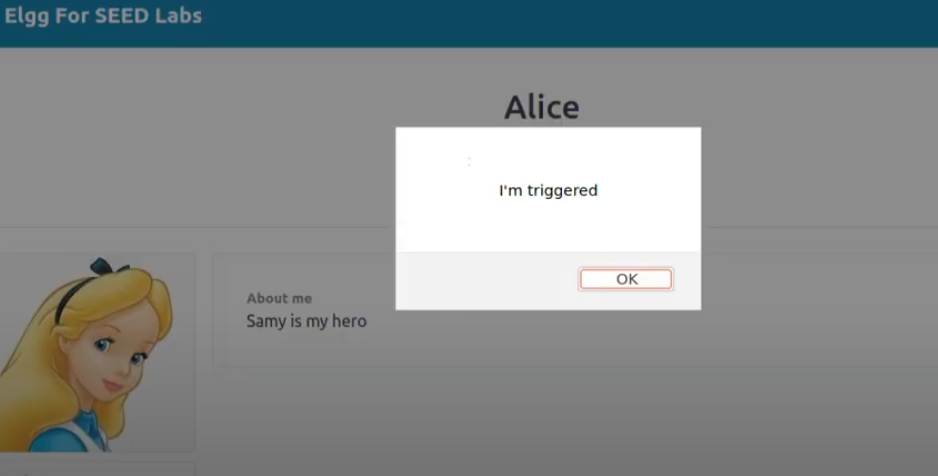 Elgg For SEED Labs
Alice
I'm triggered
OK
About me
Samy is my hero